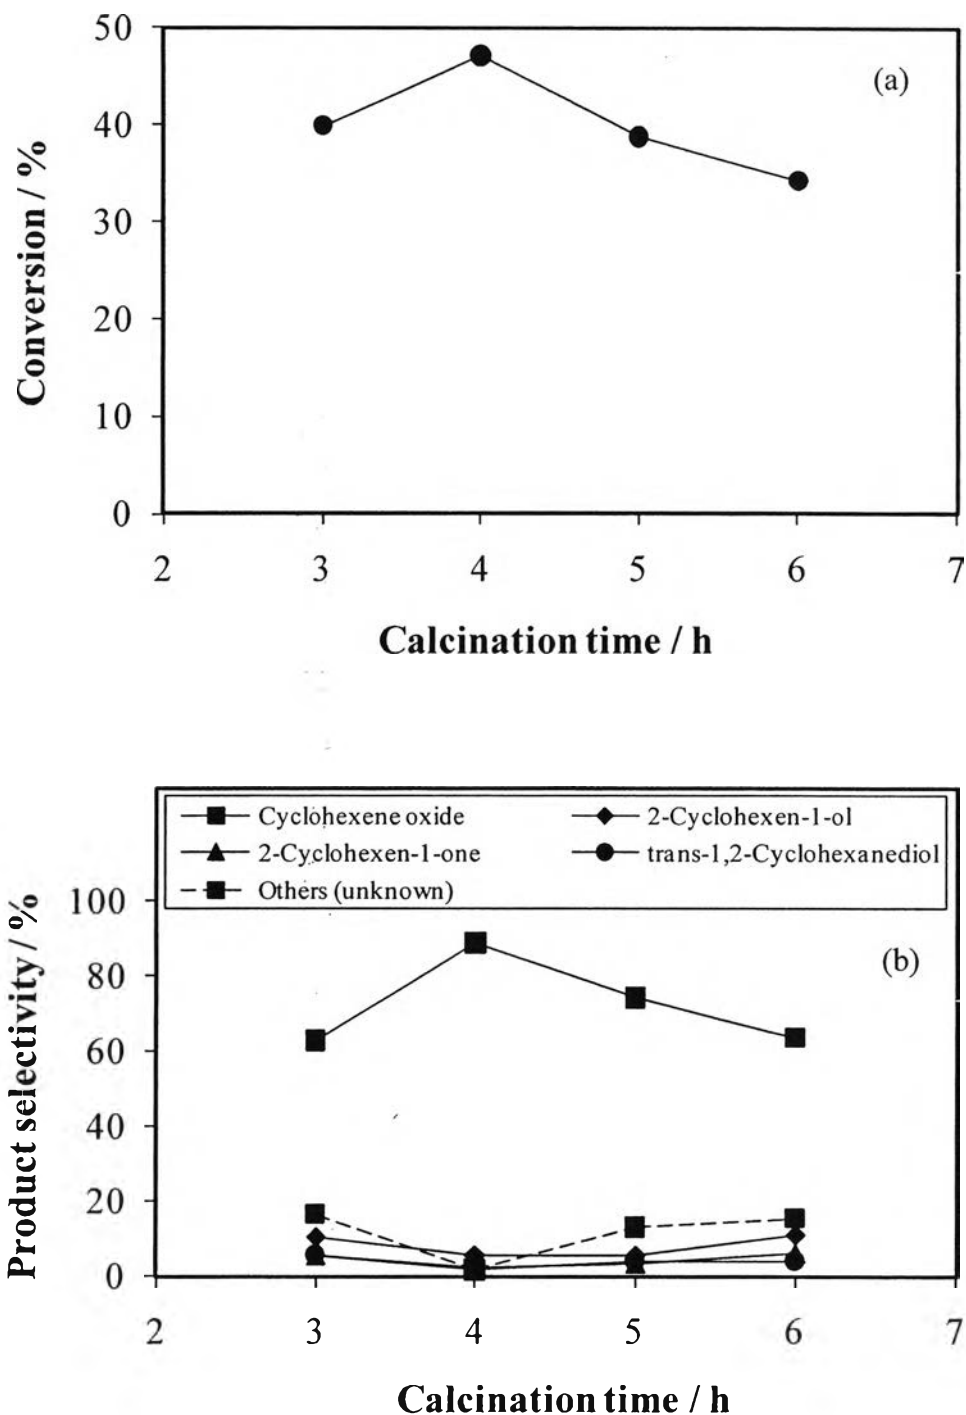 50
40
30
20
10
0
Conversion / %
(a)
2 3 4 5 6 7
Calcination time / h
Cyclohexene oxide 2-Cyclohexen-1-ol
2-Cyclohexen-1-one trans-1,2-Cyclohexanediol
Others (unknown)
100
80
60
40
20
0
Product selectivity / %
(b)
2 3 4 5 6 7
Calcination time / h